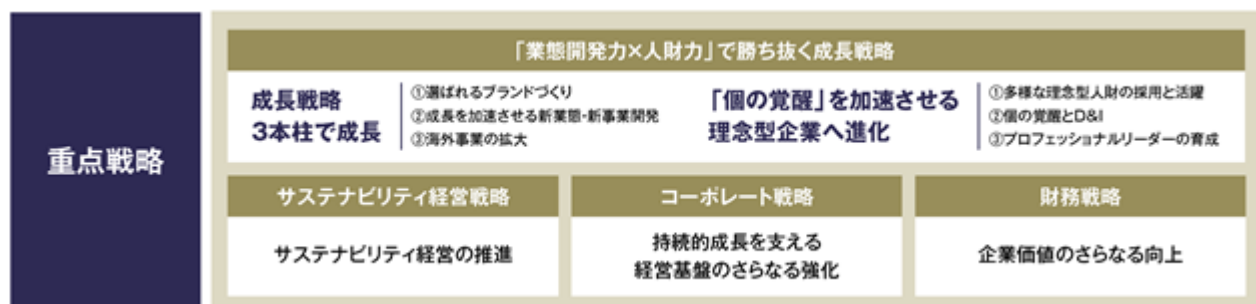 重点戦略
「業態開発力×人財力」で勝ち抜く成長戦略
成長戦略
3本柱で成長
①選ばれるブランドづくり
②成長を加速させる新業態・新事業開発
③海外事業の拡大
「個の覚醒」を加速させる
理念型企業へ進化
①多様な理念型人財の採用と活躍
②個の覚醒とD&I
③プロフェッショナルリーダーの育成
サステナビリティ経営戦略
サステナビリティ経営の推進
コーポレート戦略
持続的成長を支える
経営基盤のさらなる強化
財務戦略
企業価値のさらなる向上